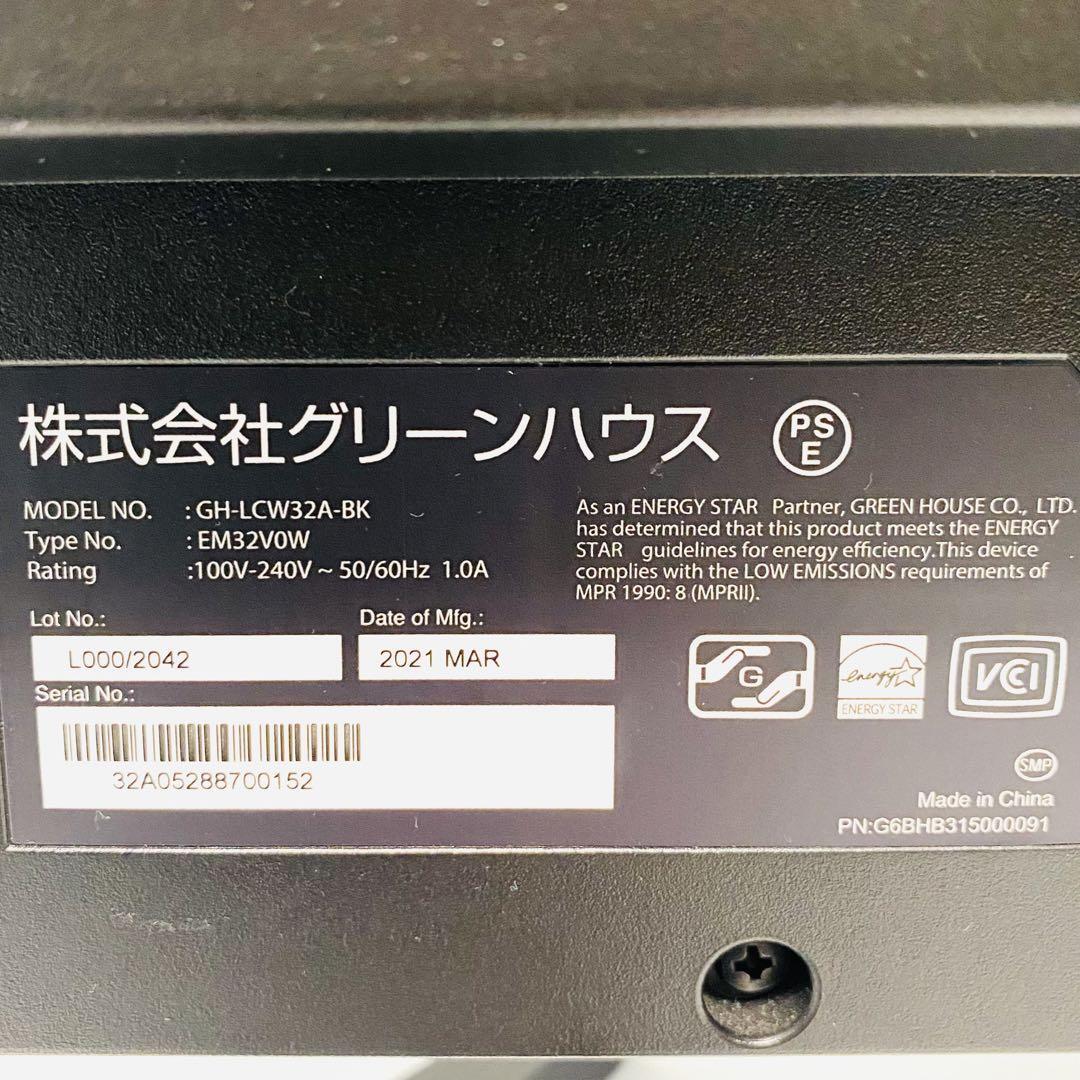 株式会社グリーンハウス
PS
E
MODEL NO. : GH-LCW32A-BK
Type No. : EM32V0W
Rating :100V-240V ~ 50/60Hz 1.0A
Lot No.:
L000/2042
Date of Mfg.:
2021 MAR
Serial No.:
32A05288700152
As an ENERGY STAR Partner, GREEN HOUSE CO., LTD.
has determined that this product meets the ENERGY
STAR guidelines for energy efficiency.This device
complies with the LOW EMISSIONS requirements of
MPR 1990: 8 (MPRII).
G
energy
ENERGY STAR
VCCI
SMP
Made in China
PN:G6BHB315000091